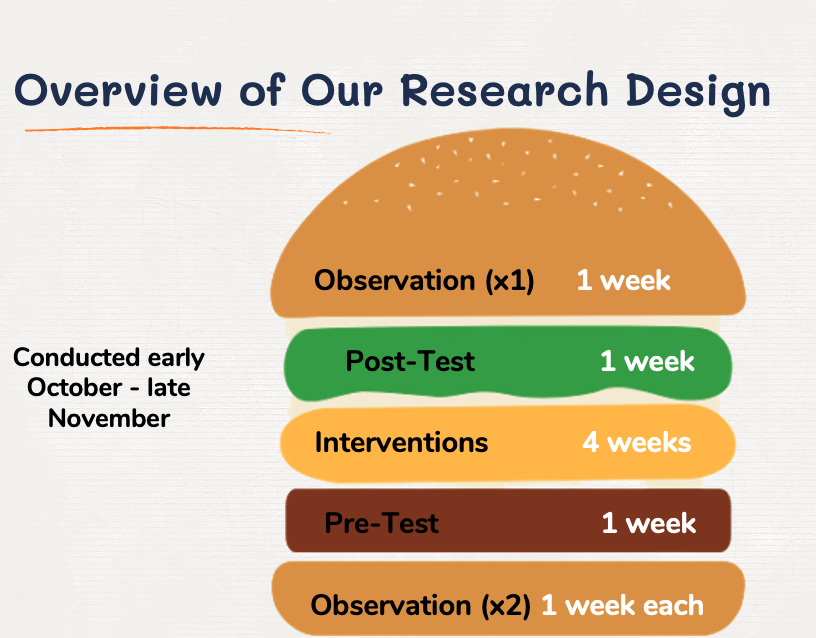 Overview of Our Research Design
Observation (x1) 1 week
Post-Test 1 week
Conducted early
October - late
November
Interventions 4 weeks
Pre-Test 1 week
Observation (x2) 1 week each